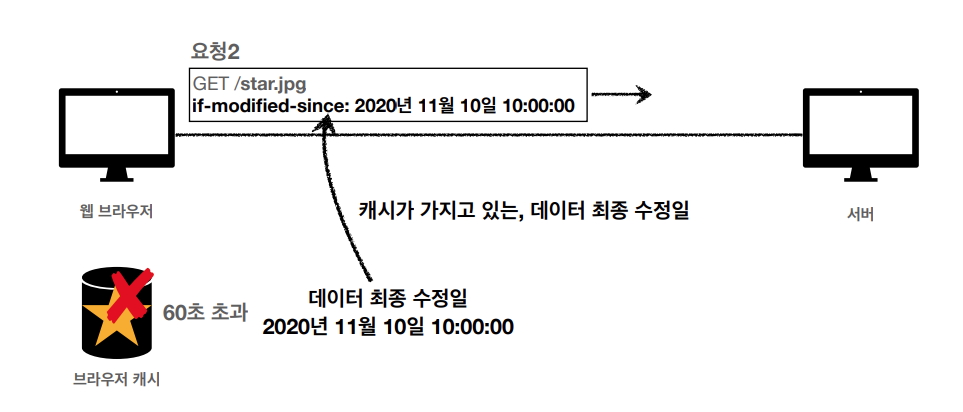 요청2
GET /star.jpg
if-modified-since: 2020년 11월 10일 10:00:00
웹 브라우저
캐시가 가지고 있는, 데이터 최종 수정일
서버
60초 초과
데이터 최종 수정일
2020년 11월 10일 10:00:00
브라우저 캐시